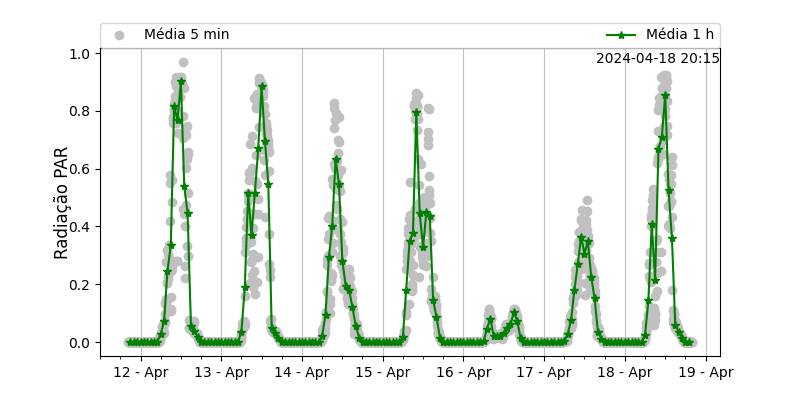 Média 5 min
Média 1 h
2024-04-18 20:15
Radiação PAR
1.0
0.8
0.6
0.4
0.2
0.0
12 - Apr
13 - Apr
14 - Apr
15 - Apr
16 - Apr
17 - Apr
18 - Apr
19 - Apr